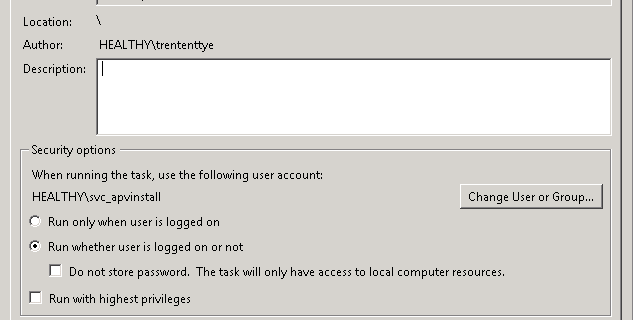 Location: \
Author: HEALTHY\trententtye
Description:
Security options
When running the task, use the following user account:
HEALTHY\svc_apvinstall
Change User or Group...
Run only when user is logged on
Run whether user is logged on or not
Do not store password. The task will only have access to local computer resources.
Run with highest privileges